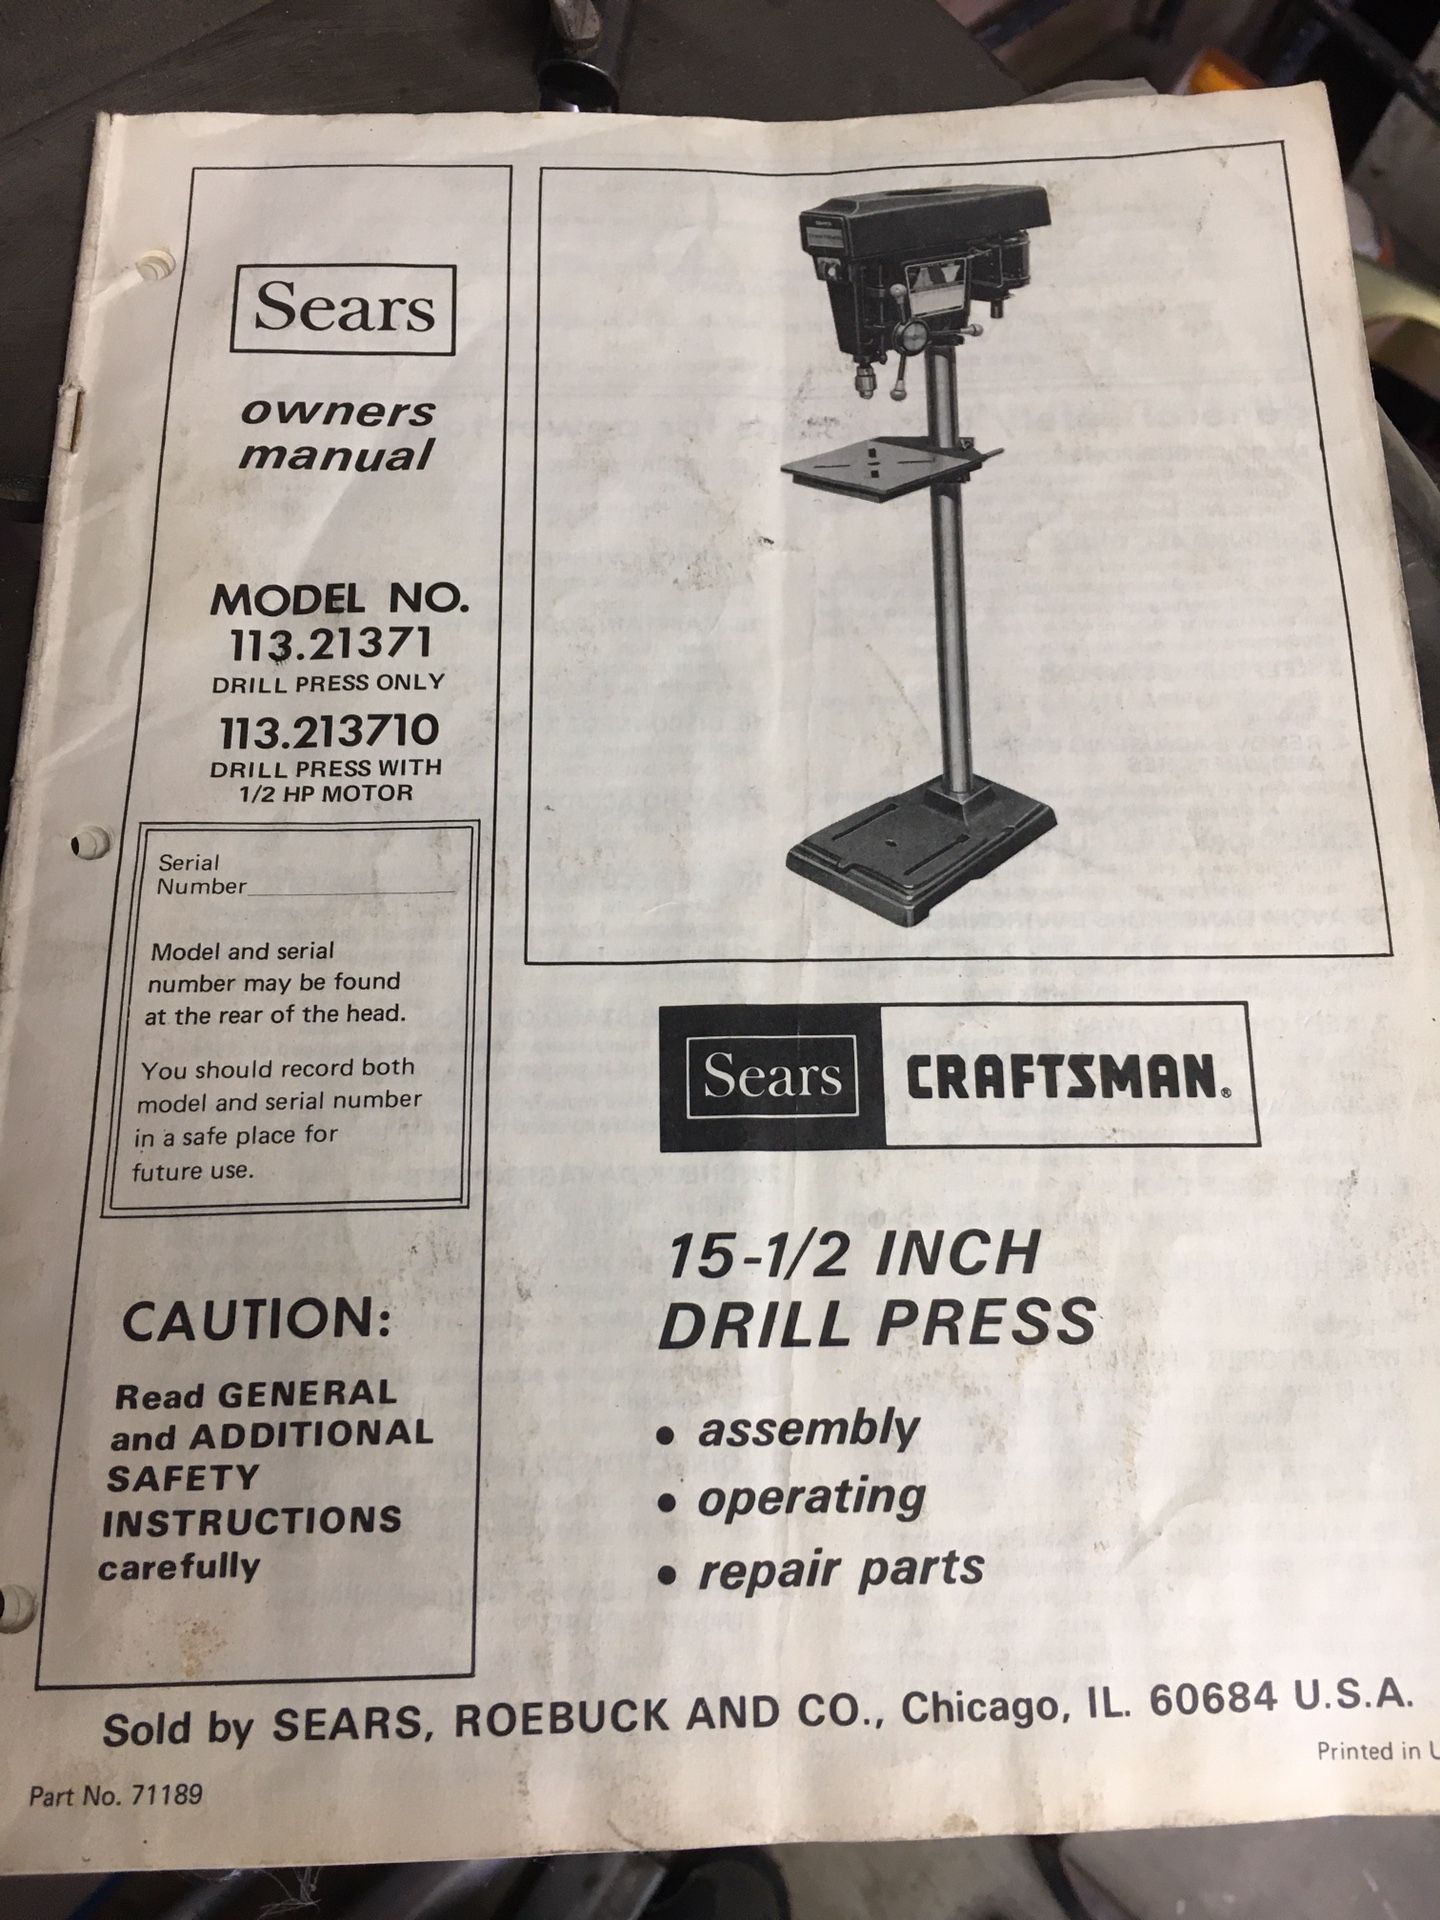 Sears
owners
manual
MODEL NO.
113.21371
DRILL PRESS ONLY
113.213710
DRILL PRESS WITH
1/2 HP MOTOR
Serial
Number
Model and serial
number may be found
at the rear of the head.
You should record both
model and serial number
in a safe place for
future use.
CAUTION:
Read GENERAL
and ADDITIONAL
SAFETY
INSTRUCTIONS
carefully
Sears CRAFTSMAN®
15-1/2 INCH
DRILL PRESS
• assembly
• operating
• repair parts
Sold by SEARS, ROEBUCK AND CO., Chicago, IL. 60684 U.S.A.
Printed in U
Part No. 71189